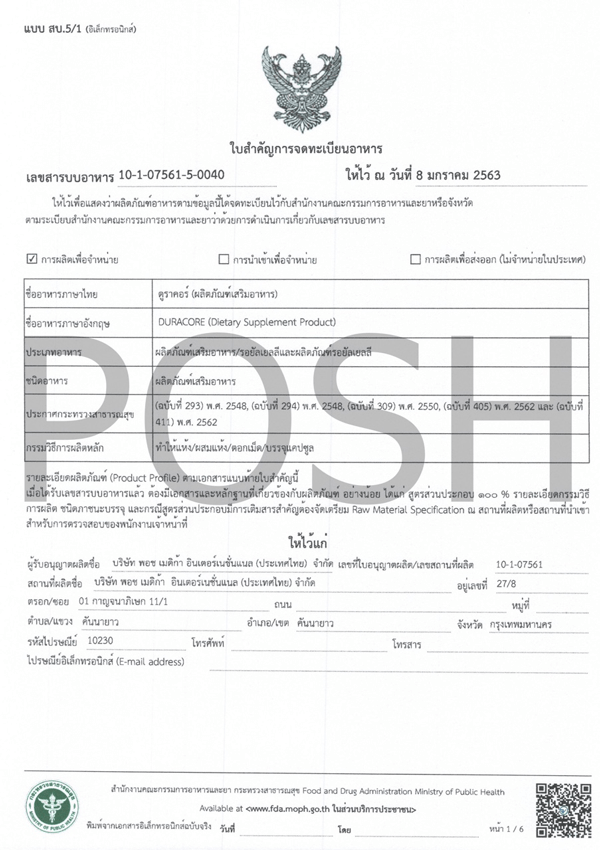 แบบ สบ.5/1 (อิเล็กทรอนิกส์)
ใบสำคัญการจดทะเบียนอาหาร
เลขสารบบอาหาร 10-1-07561-5-0040 ให้ไว้ ณ วันที่ 8 มกราคม 2563
ให้ไว้เพื่อแสดงว่าผลิตภัณฑ์อาหารตามข้อมูลนี้ได้จดทะเบียนไว้กับสำนักงานคณะกรรมการอาหารและยาหรือจังหวัด
ตามระเบียบสำนักงานคณะกรรมการอาหารและยาว่าด้วยการดำเนินการเกี่ยวกับเลขสารบบอาหาร
☑ การผลิตเพื่อจำหน่าย ☐ การนำเข้าเพื่อจำหน่าย ☐ การผลิตเพื่อส่งออก (ไม่จำหน่ายในประเทศ)
ชื่ออาหารภาษาไทย ดูราคอร์ (ผลิตภัณฑ์เสริมอาหาร)
ชื่ออาหารภาษาอังกฤษ DURACORE (Dietary Supplement Product)
ประเภทอาหาร ผลิตภัณฑ์เสริมอาหาร/รอยัลเยลลีและผลิตภัณฑ์รอยัลเยลลี
ชนิดอาหาร ผลิตภัณฑ์เสริมอาหาร
ประกาศกระทรวงสาธารณสุข (ฉบับที่ 293) พ.ศ. 2548, (ฉบับที่ 294) พ.ศ. 2548, (ฉบับที่ 309) พ.ศ. 2550, (ฉบับที่ 405) พ.ศ. 2562 และ (ฉบับที่
411) พ.ศ. 2562
กรรมวิธีการผลิตหลัก ทำให้แห้ง/ผสมแห้ง/ตอกเม็ด/บรรจุแคปซูล
POSH
รายละเอียดผลิตภัณฑ์ (Product Profile) ตามเอกสารแนบท้ายใบสำคัญนี้
เมื่อได้รับเลขสารบบอาหารแล้ว ต้องมีเอกสารและหลักฐานที่เกี่ยวข้องกับผลิตภัณฑ์ อย่างน้อย ได้แก่ สูตรส่วนประกอบ ๑๐๐ % รายละเอียดกรรมวิธี
การผลิต ชนิดภาชนะบรรจุ และกรณีสูตรส่วนประกอบมีการเติมสารสำคัญต้องจัดเตรียม Raw Material Specification ณ สถานที่ผลิตหรือสถานที่นำเข้า
สำหรับการตรวจสอบของพนักงานเจ้าหน้าที่
ให้ไว้แก่
ผู้รับอนุญาตผลิตชื่อ บริษัท พอช เมดิก้า อินเตอร์เนชั่นแนล (ประเทศไทย) จำกัด เลขที่ใบอนุญาตผลิต/เลขสถานที่ผลิต 10-1-07561
สถานที่ผลิตชื่อ บริษัท พอช เมดิก้า อินเตอร์เนชั่นแนล (ประเทศไทย) จำกัด อยู่เลขที่ 27/8
ตรอก/ซอย 01 กาญจนาภิเษก 11/1 ถนน หมู่ที่
ตำบล/แขวง คันนายาว อำเภอ/เขต คันนายาว จังหวัด กรุงเทพมหานคร
รหัสไปรษณีย์ 10230 โทรศัพท์ โทรสาร
ไปรษณีย์อิเล็กทรอนิกส์ (E-mail address)
สำนักงานคณะกรรมการอาหารและยา กระทรวงสาธารณสุข Food and Drug Administration Ministry of Public Health
Available at <www.fda.moph.go.th ในส่วนบริการประชาชน>
พิมพ์จากเอกสารอิเล็กทรอนิกส์ฉบับจริง วันที่ โดย หน้า 1 / 6
MINISTRY OF PUBLIC HEALTH